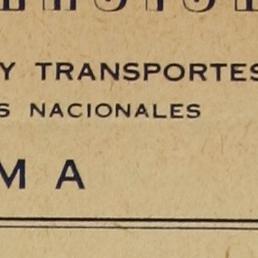 Y TRANSPORTES
S NACIONALES
M A